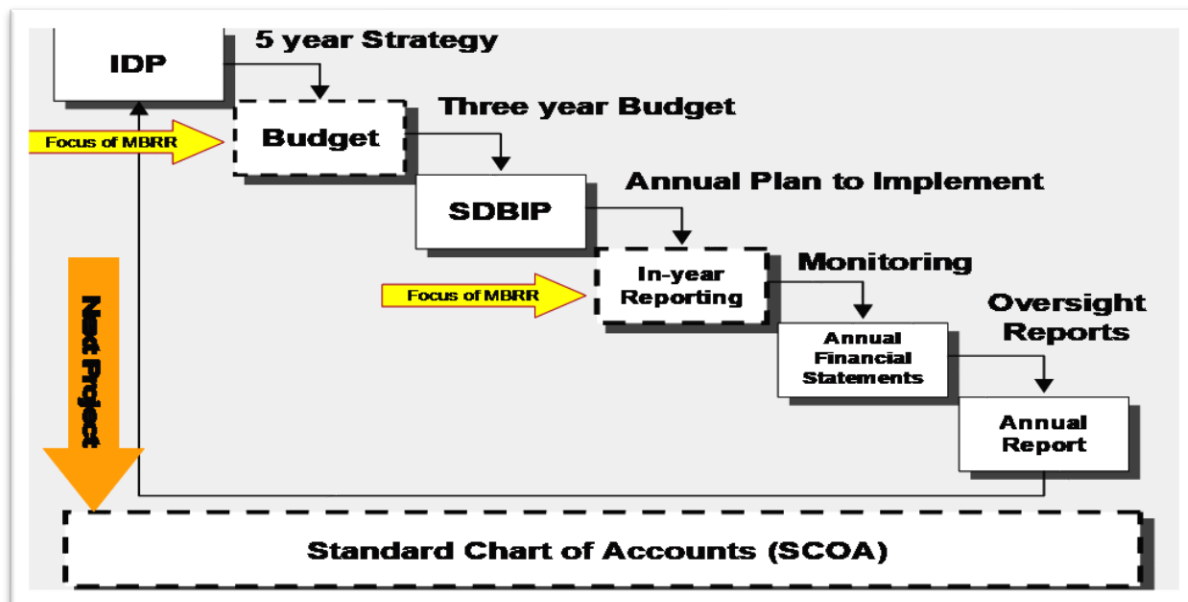 5 year Strategy
IDP
Three year Budget
Focus of MBRR
Budget
Annual Plan to Implement
SDBIP
Monitoring
Focus of MBRR
In-year
Reporting
Oversight
Reports
Next Project
Annual
Financial
Statements
Annual
Report
Standard Chart of Accounts (SCOA)